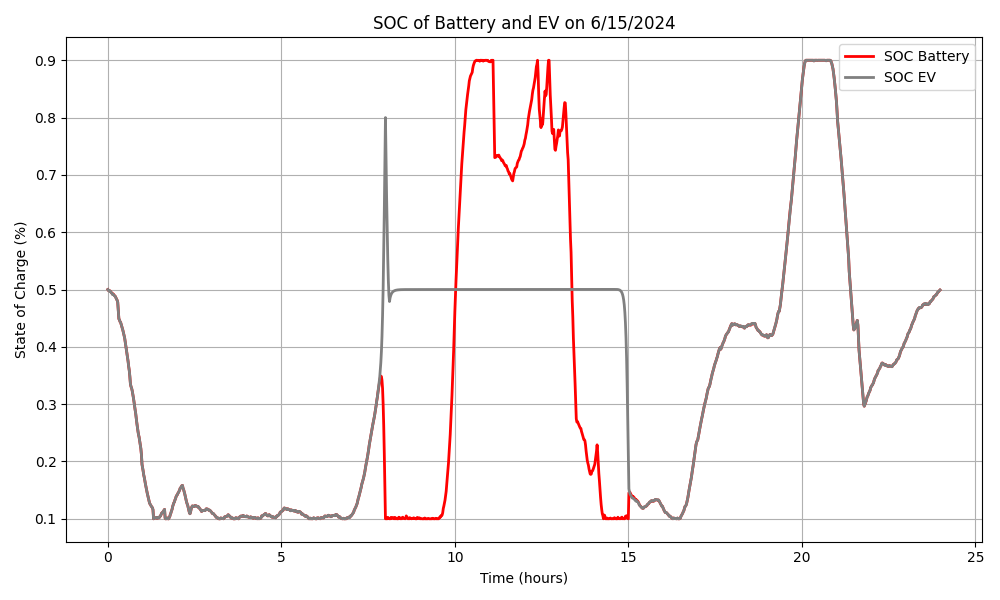 SOC of Battery and EV on 6/15/2024
SOC Battery
SOC EV
State of Charge (%)
0.9
0.8
0.7
0.6
0.5
0.4
0.3
0.2
0.1
0 5 10 15 20 25
Time (hours)